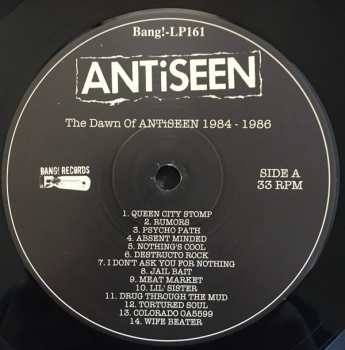 Bang!-LP161
ANTiSEEN
The Dawn Of ANTiSEEN 1984 - 1986
BANG! RECORDS
SIDE A
33 RPM
1. QUEEN CITY STOMP
2. RUMORS
3. PSYCHO PATH
4. ABSENT MINDED
5. NOTHING'S COOL
6. DESTRUCTO ROCK
7. I DON'T ASK YOU FOR NOTHING
8. JAIL BAIT
9. MEAT MARKET
10. LIL' SISTER
11. DRUG THROUGH THE MUD
12. TORTURED SOUL
13. COLORADO OA5599
14. WIFE BEATER